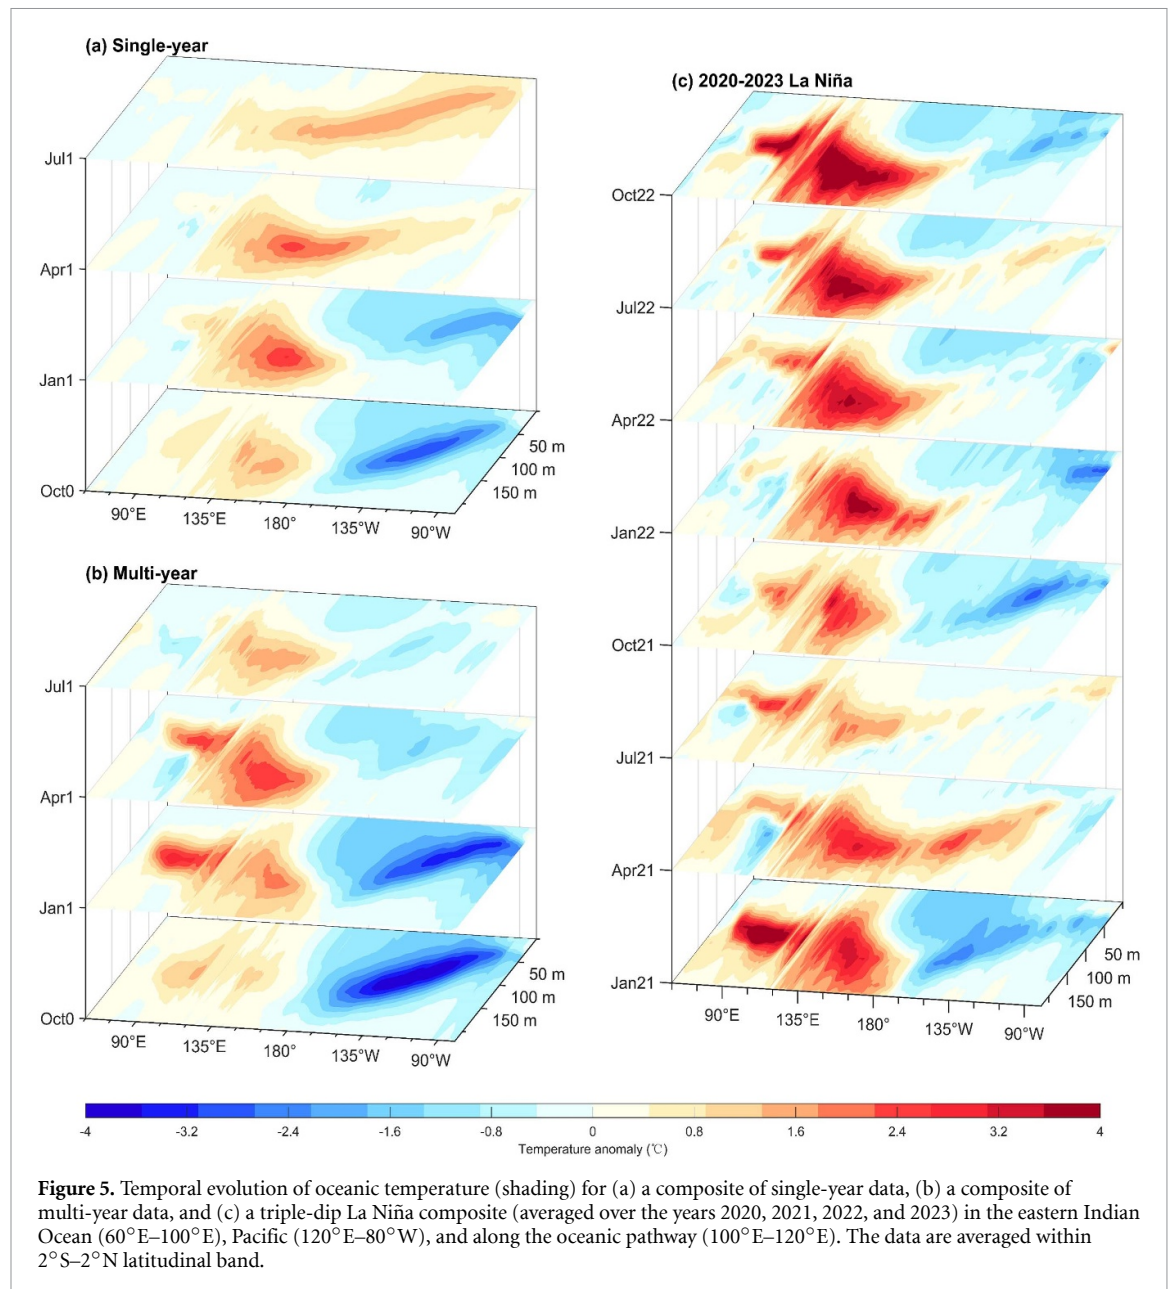 (a) Single-year
Jul1
Apr1
Jan1
Oct0
90°E
135°E
180°
135°W
90°W
50 m
100 m
150 m
(b) Multi-year
Jul1
Apr1
Jan1
Oct0
90°E
135°E
180°
135°W
90°W
50 m
100 m
150 m
(c) 2020-2023 La Niña
Oct22
Jul22
Apr22
Jan22
Oct21
Jul21
Apr21
Jan21
90°E
135°E
180°
135°W
90°W
50 m
100 m
150 m
-4 -3.2 -2.4 -1.6 -0.8 0 0.8 1.6 2.4 3.2 4
Temperature anomaly (℃)
Figure 5. Temporal evolution of oceanic temperature (shading) for (a) a composite of single-year data, (b) a composite of
multi-year data, and (c) a triple-dip La Niña composite (averaged over the years 2020, 2021, 2022, and 2023) in the eastern Indian
Ocean (60°E–100°E), Pacific (120°E–80°W), and along the oceanic pathway (100°E–120°E). The data are averaged within
2°S–2°N latitudinal band.